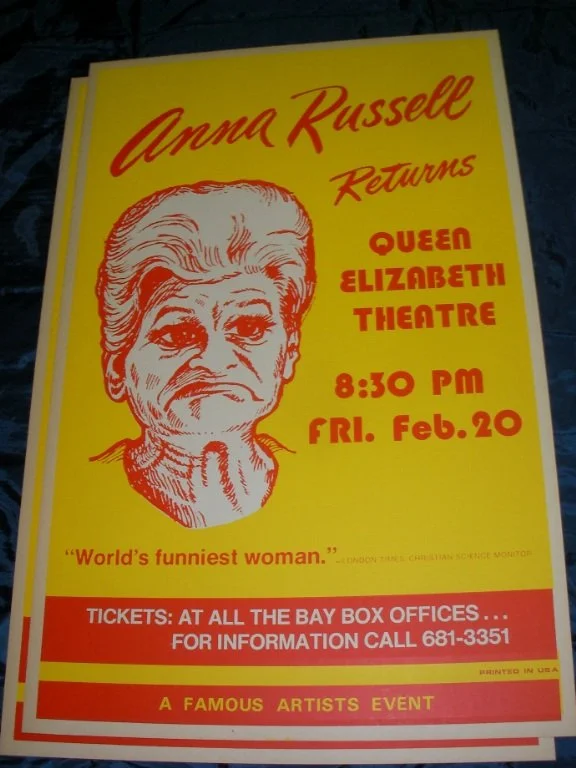 Anna Russell
Returns
QUEEN
ELIZABETH
THEATRE
8:30 PM
FRI. Feb. 20
“World's funniest woman.” —LONDON TIMES, CHRISTIAN SCIENCE MONITOR
TICKETS: AT ALL THE BAY BOX OFFICES...
FOR INFORMATION CALL 681-3351
PRINTED IN USA
A FAMOUS ARTISTS EVENT